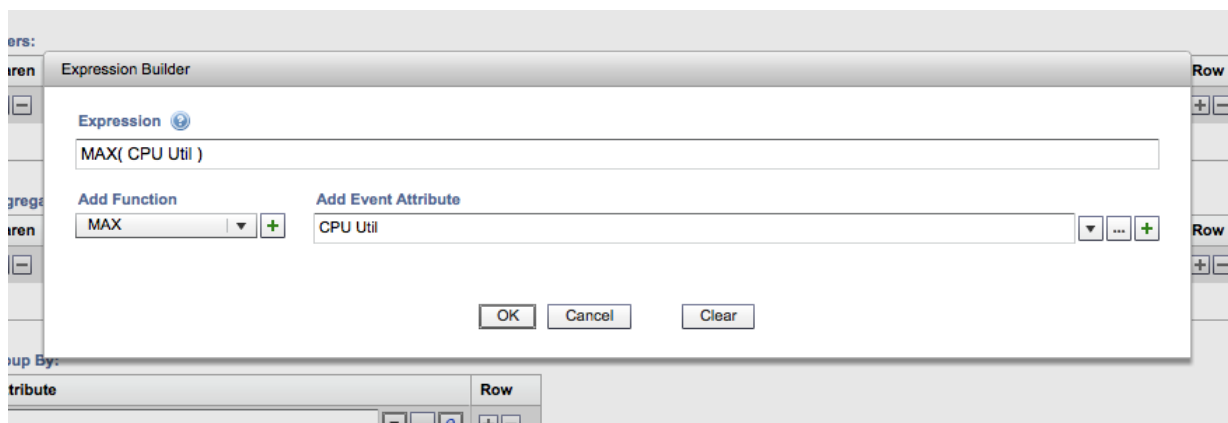 ers:
aren
Expression Builder
Row
Expression
MAX( CPU Util )
grega
Add Function
Add Event Attribute
aren
MAX
CPU Util
...
Row
OK
Cancel
Clear
oup By:
tribute
Row